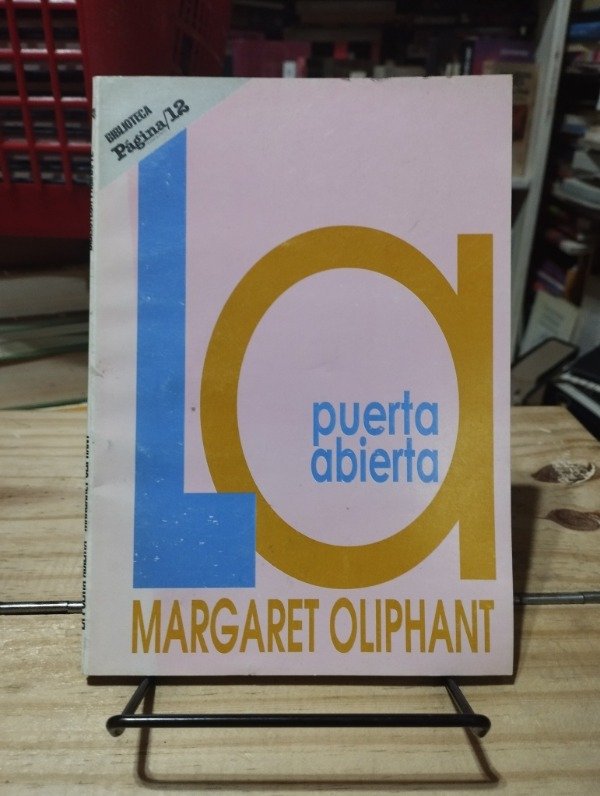 BIBLIOTECA
Página/12
La
puerta
abierta
MARGARET OLIPHANT